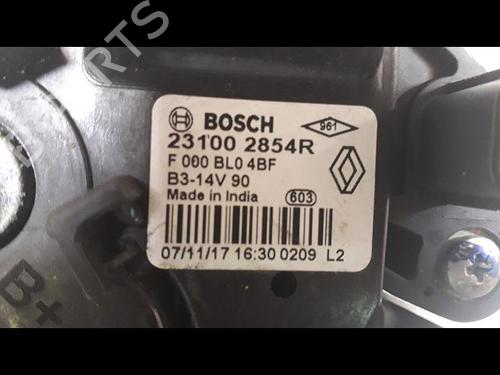 PARTS
BOSCH
961
23100 2854R
F 000 BL0 4BF
B3-14V 90
Made in India
603
07/11/17 16:30 0209 L2
B+